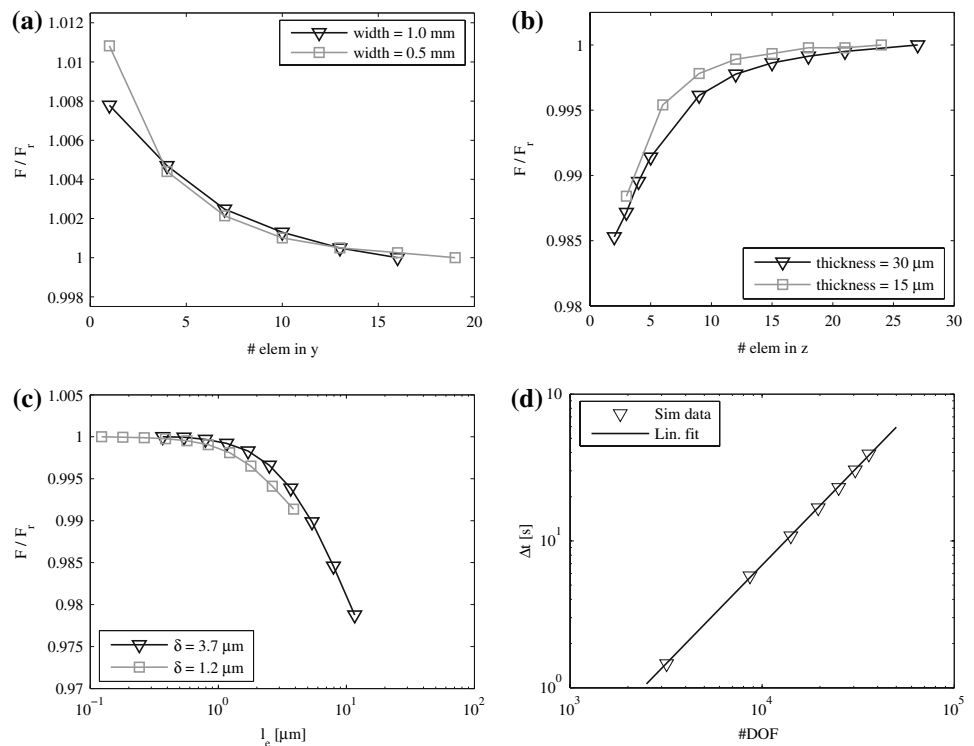 (a)
1.012
1.01
1.008
1.006
1.004
1.002
1
0.998
F / F_r
0
5
10
15
20
# elem in y
width = 1.0 mm
width = 0.5 mm
(b)
1
0.995
0.99
0.985
0.98
F / F_r
0
5
10
15
20
25
30
# elem in z
thickness = 30 μm
thickness = 15 μm
(c)
1.005
1
0.995
0.99
0.985
0.98
0.975
0.97
F / F_r
10^-1
10^0
10^1
10^2
l_e [μm]
δ = 3.7 μm
δ = 1.2 μm
(d)
10^2
10^1
10^0
Δt [s]
10^3
10^4
10^5
#DOF
Sim data
Lin. fit